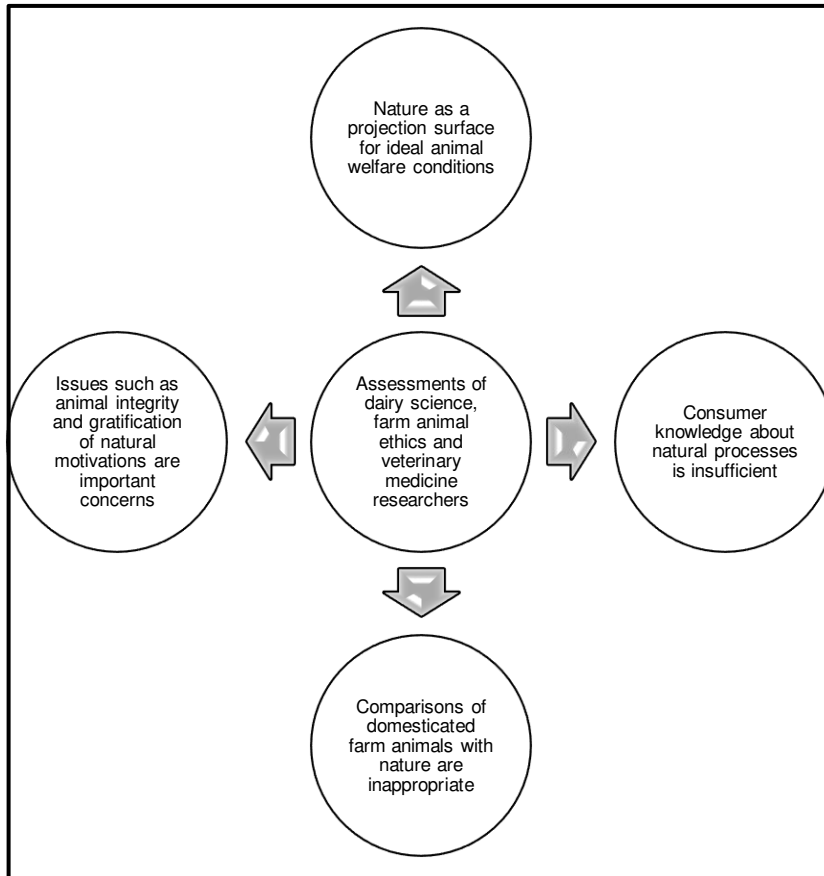 Nature as a
projection surface
for ideal animal
welfare conditions
Issues such as
animal integrity
and gratification
of natural
motivations are
important
concerns
Assessments of
dairy science,
farm animal
ethics and
veterinary
medicine
researchers
Consumer
knowledge about
natural processes
is insufficient
Comparisons of
domesticated
farm animals with
nature are
inappropriate